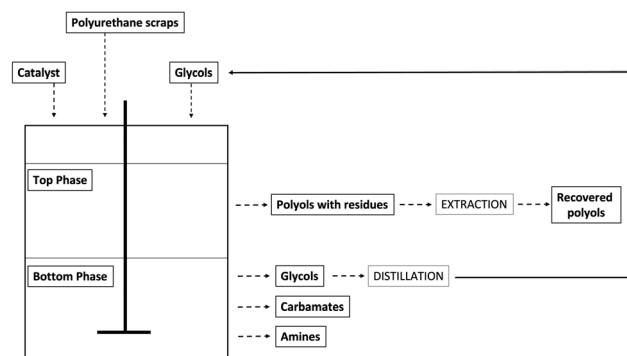 Polyurethane scraps
Catalyst
Glycols
Top Phase
Polyols with residues
EXTRACTION
Recovered
polyols
Bottom Phase
Glycols
DISTILLATION
Carbamates
Amines